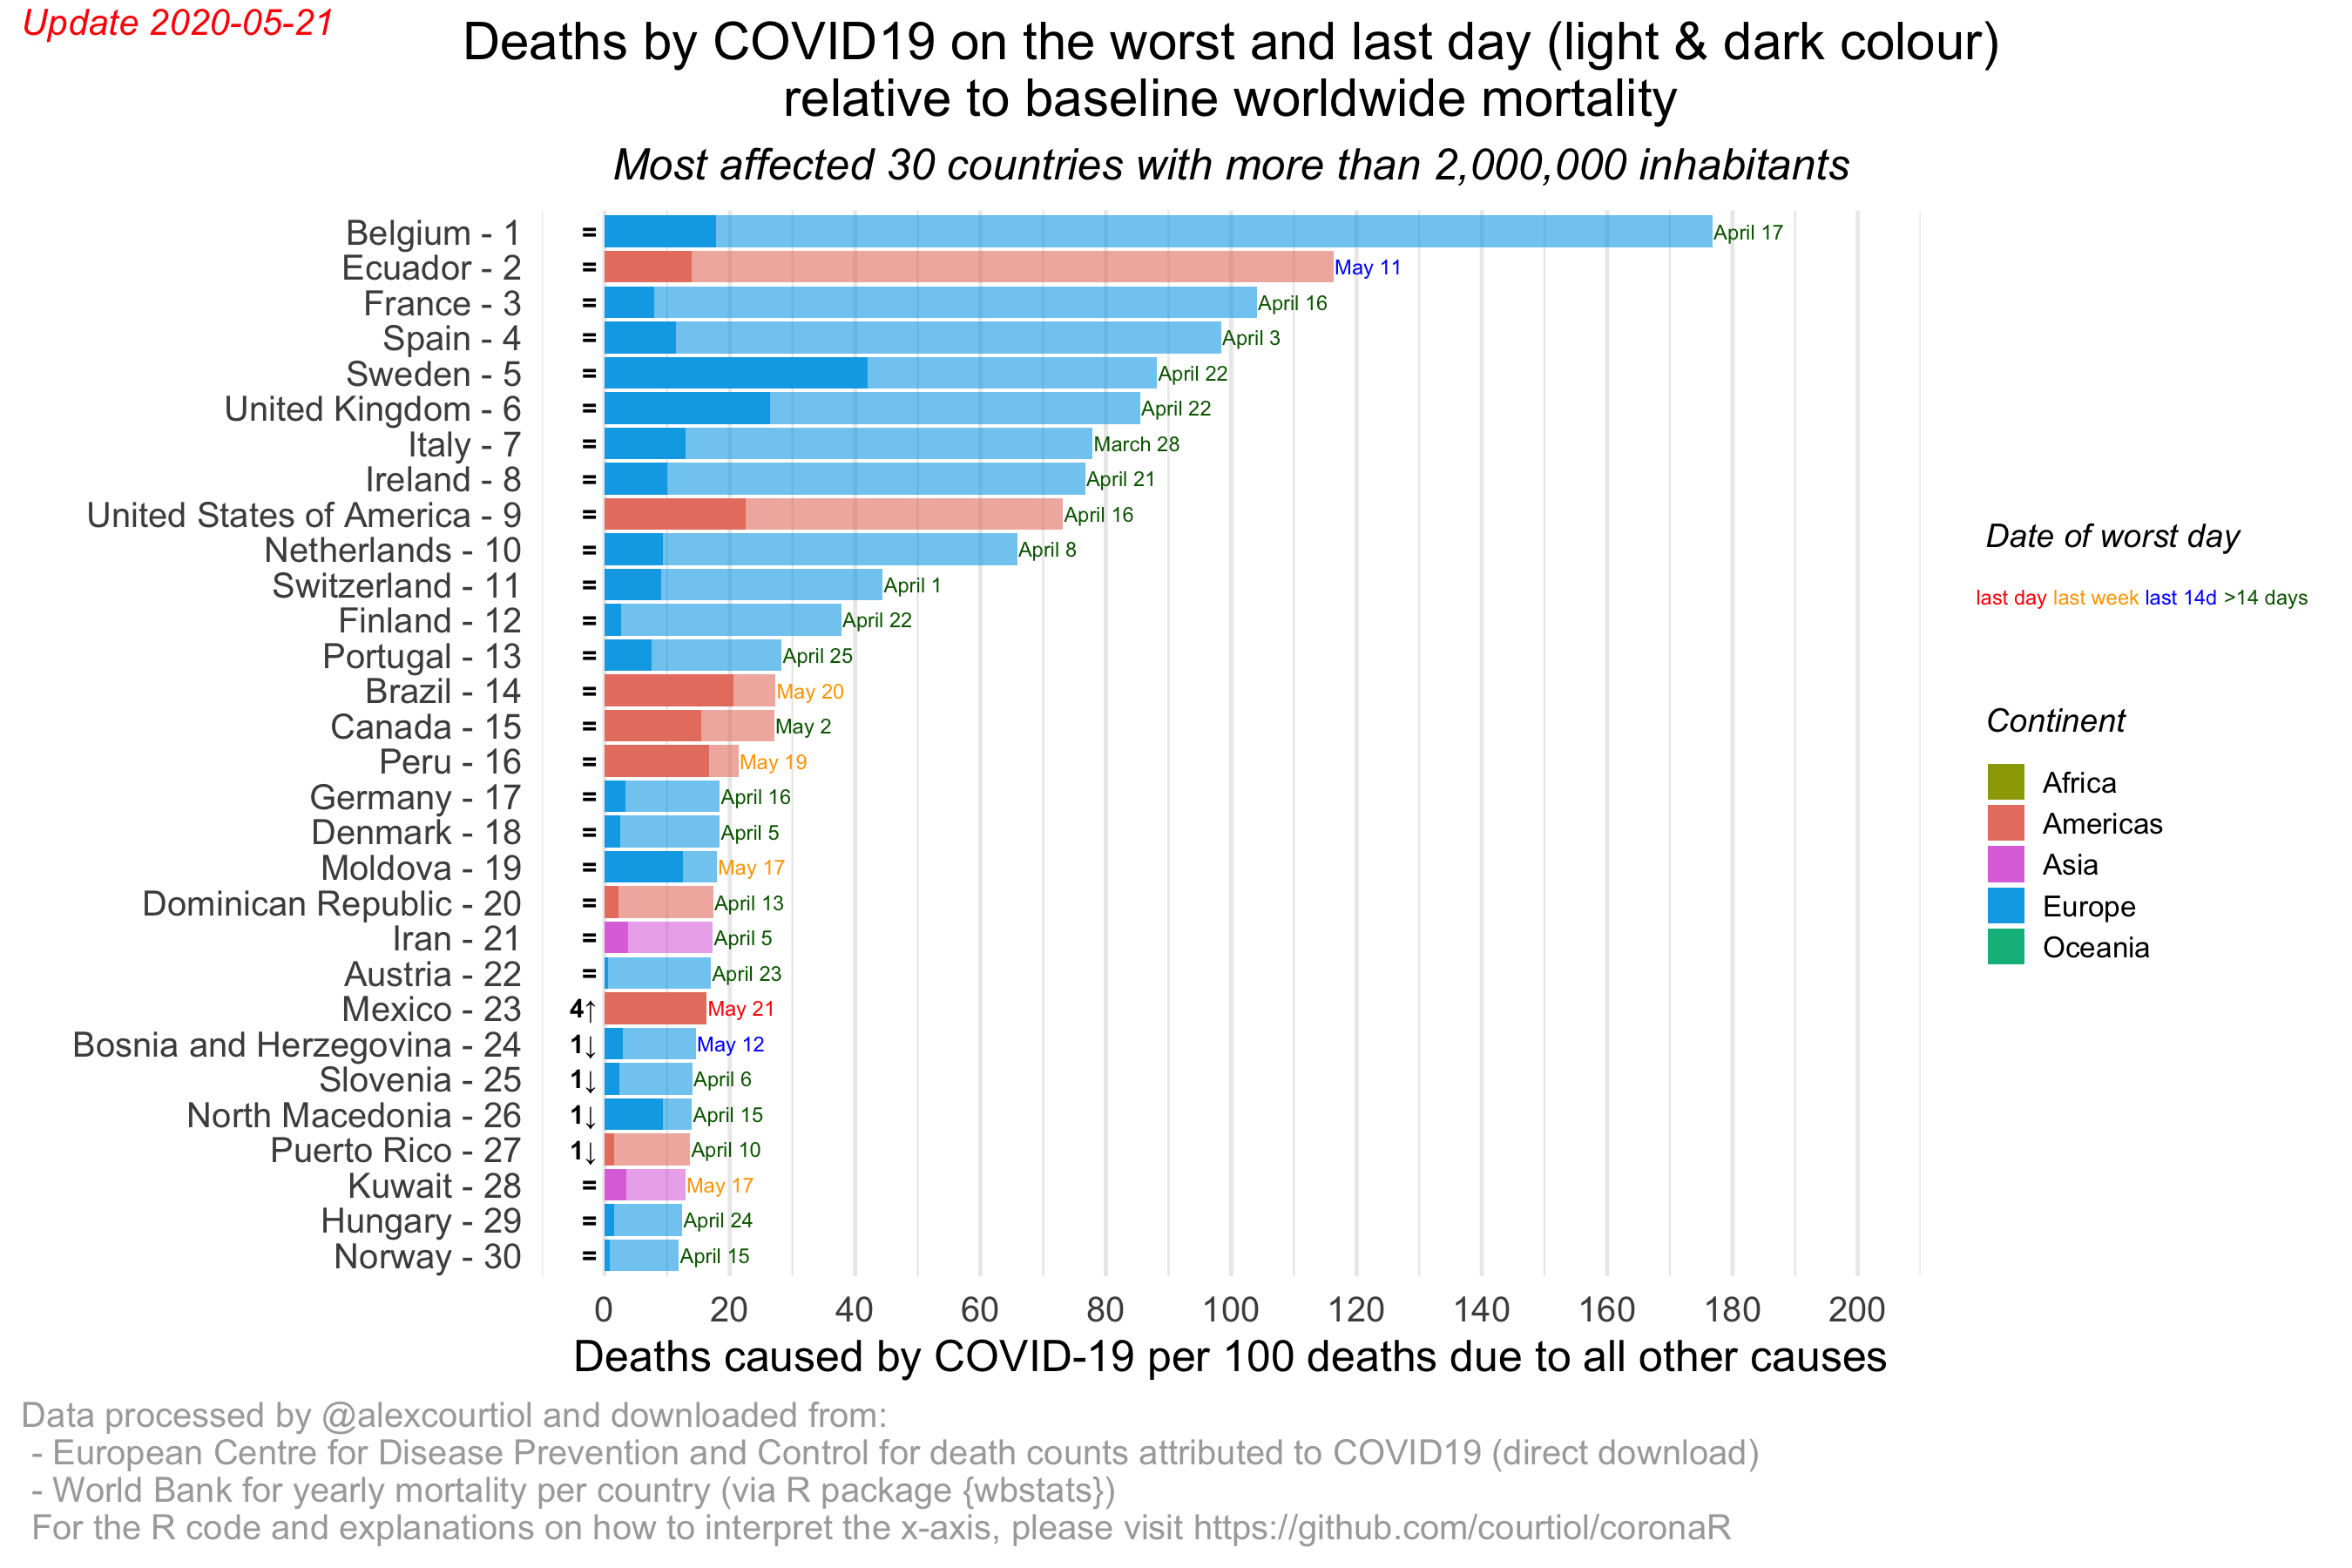 Update 2020-05-21
Deaths by COVID19 on the worst and last day (light & dark colour)
relative to baseline worldwide mortality
Most affected 30 countries with more than 2,000,000 inhabitants
Belgium - 1 = April 17
Ecuador - 2 = May 11
France - 3 = April 16
Spain - 4 = April 3
Sweden - 5 = April 22
United Kingdom - 6 = April 22
Italy - 7 = March 28
Ireland - 8 = April 21
United States of America - 9 = April 16
Netherlands - 10 = April 8
Switzerland - 11 = April 1
Finland - 12 = April 22
Portugal - 13 = April 25
Brazil - 14 = May 20
Canada - 15 = May 2
Peru - 16 = May 19
Germany - 17 = April 16
Denmark - 18 = April 5
Moldova - 19 = May 17
Dominican Republic - 20 = April 13
Iran - 21 = April 5
Austria - 22 = April 23
Mexico - 23 4↑ May 21
Bosnia and Herzegovina - 24 1↓ May 12
Slovenia - 25 1↓ April 6
North Macedonia - 26 1↓ April 15
Puerto Rico - 27 1↓ April 10
Kuwait - 28 = May 17
Hungary - 29 = April 24
Norway - 30 = April 15
0 20 40 60 80 100 120 140 160 180 200
Deaths caused by COVID-19 per 100 deaths due to all other causes
Date of worst day
last day last week last 14d >14 days
Continent
Africa
Americas
Asia
Europe
Oceania
Data processed by @alexcourtiol and downloaded from:
- European Centre for Disease Prevention and Control for death counts attributed to COVID19 (direct download)
- World Bank for yearly mortality per country (via R package {wbstats})
For the R code and explanations on how to interpret the x-axis, please visit https://github.com/courtiol/coronaR